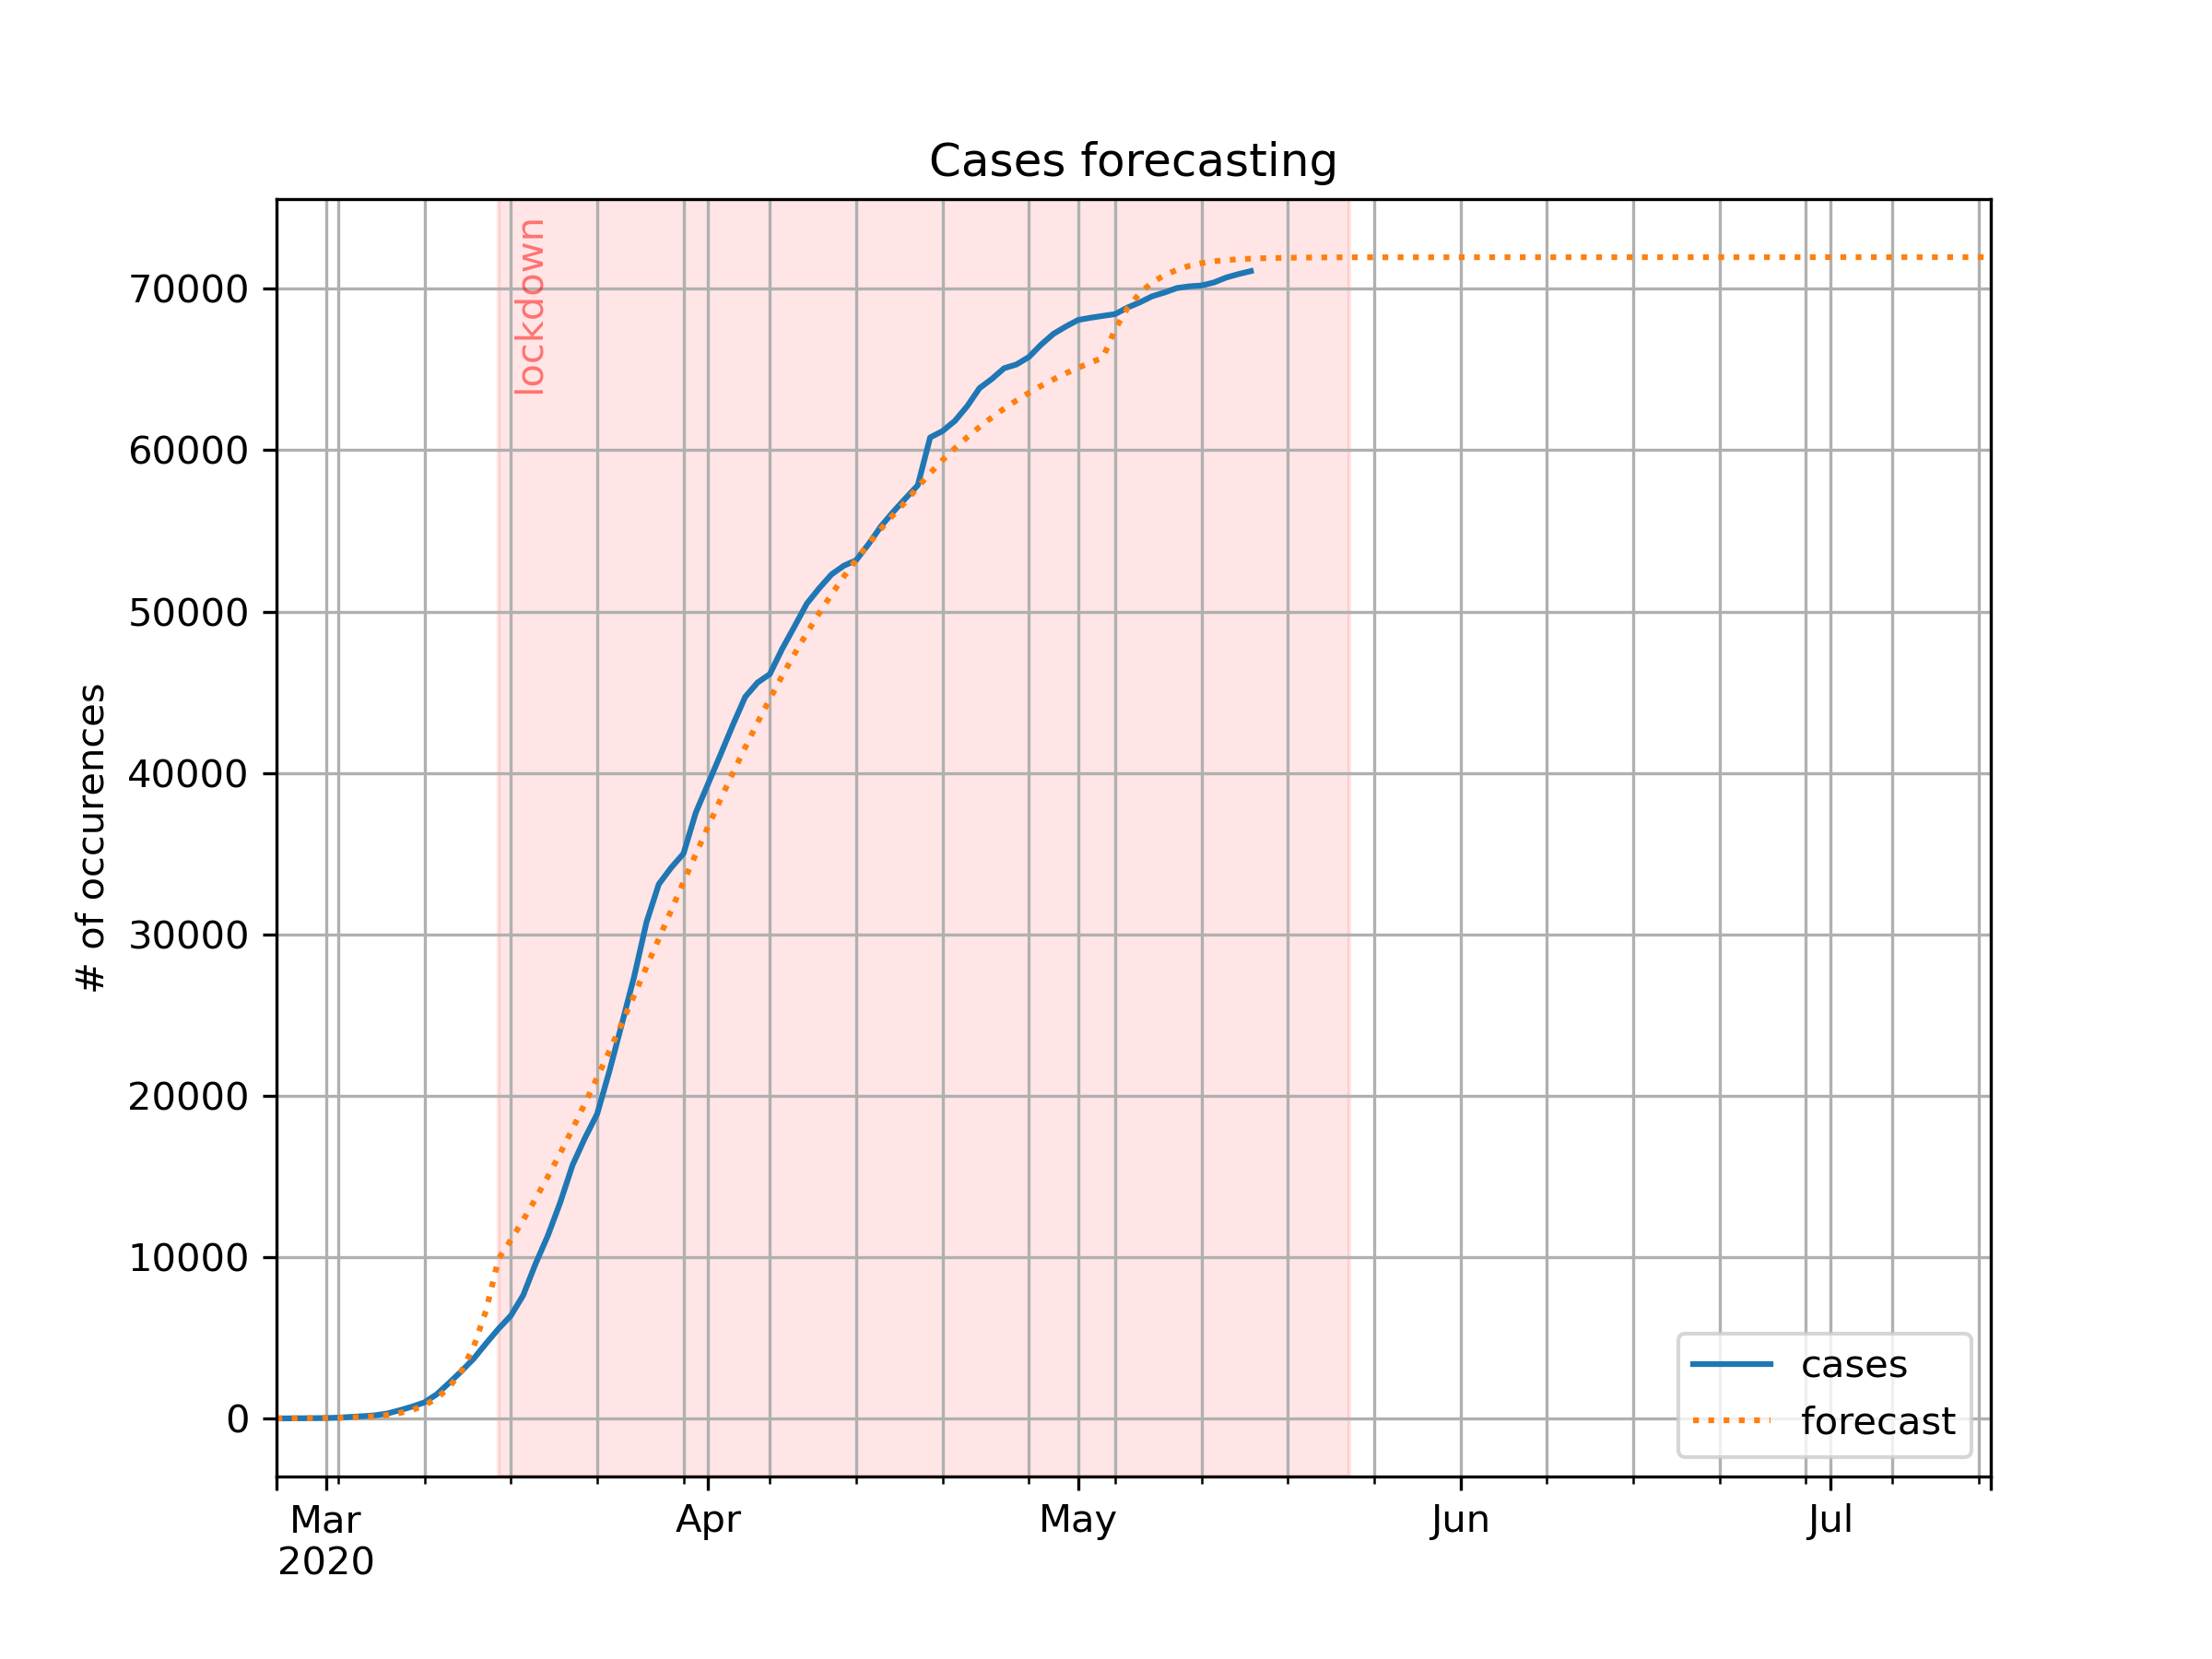 Cases forecasting
lockdown
# of occurences
70000
60000
50000
40000
30000
20000
10000
0
Mar
2020
Apr
May
Jun
Jul
cases
forecast